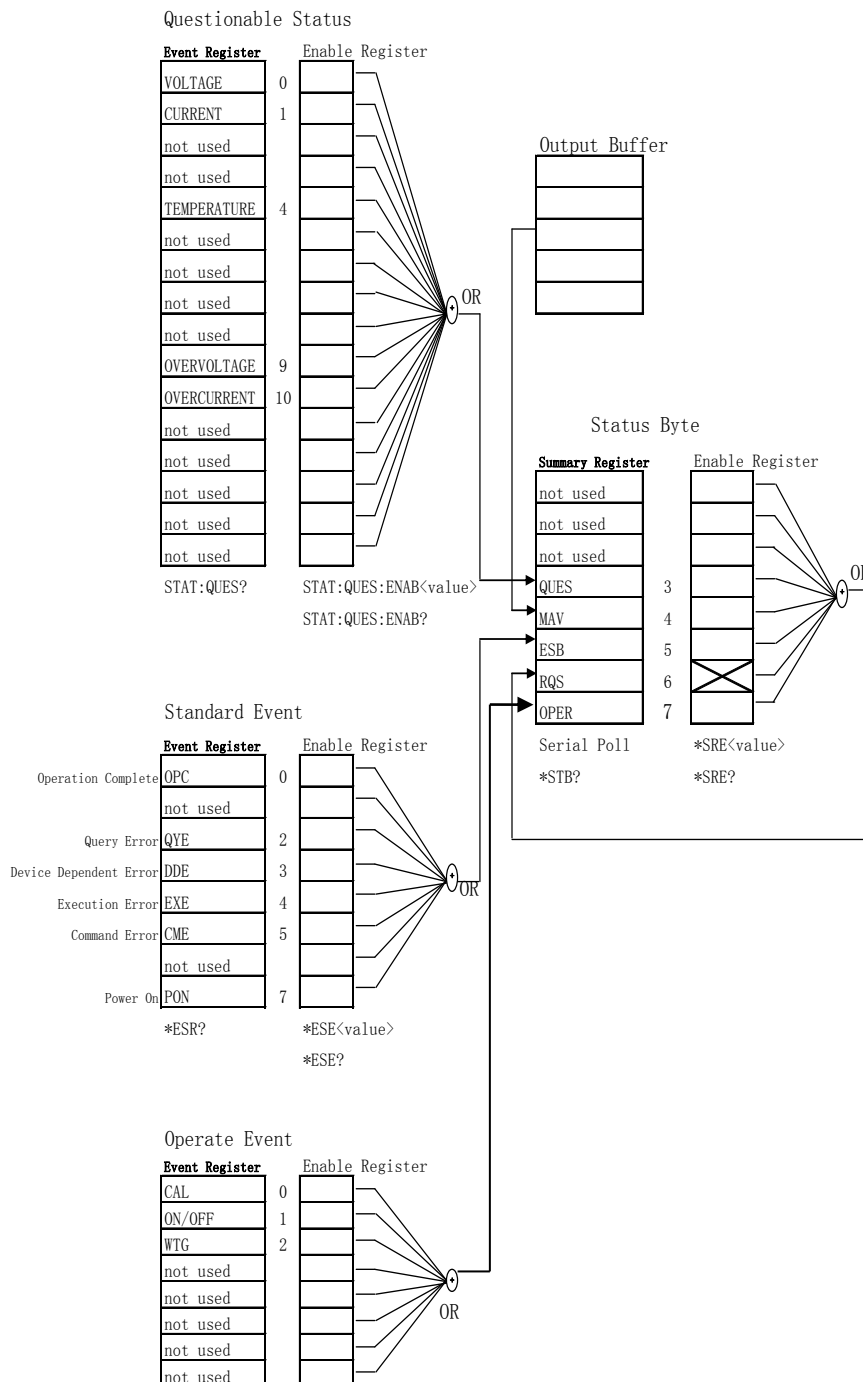 Questionable Status
Event Register Enable Register
VOLTAGE 0
CURRENT 1
not used
not used
TEMPERATURE 4
not used
not used
not used
not used
OVERVOLTAGE 9
OVERCURRENT 10
not used
not used
not used
not used
not used
STAT:QUES? STAT:QUES:ENAB<value>
STAT:QUES:ENAB?
+ OR
Output Buffer
Status Byte
Summary Register Enable Register
not used
not used
not used
QUES 3
MAV 4
ESB 5
RQS 6
OPER 7
Serial Poll *SRE<value>
*STB? *SRE?
+
Standard Event
Event Register Enable Register
Operation Complete OPC 0
not used
Query Error QYE 2
Device Dependent Error DDE 3
Execution Error EXE 4
Command Error CME 5
not used
Power On PON 7
*ESR? *ESE<value>
*ESE?
+ OR
Operate Event
Event Register Enable Register
CAL 0
ON/OFF 1
WTG 2
not used
not used
not used
not used
not used
+
OR